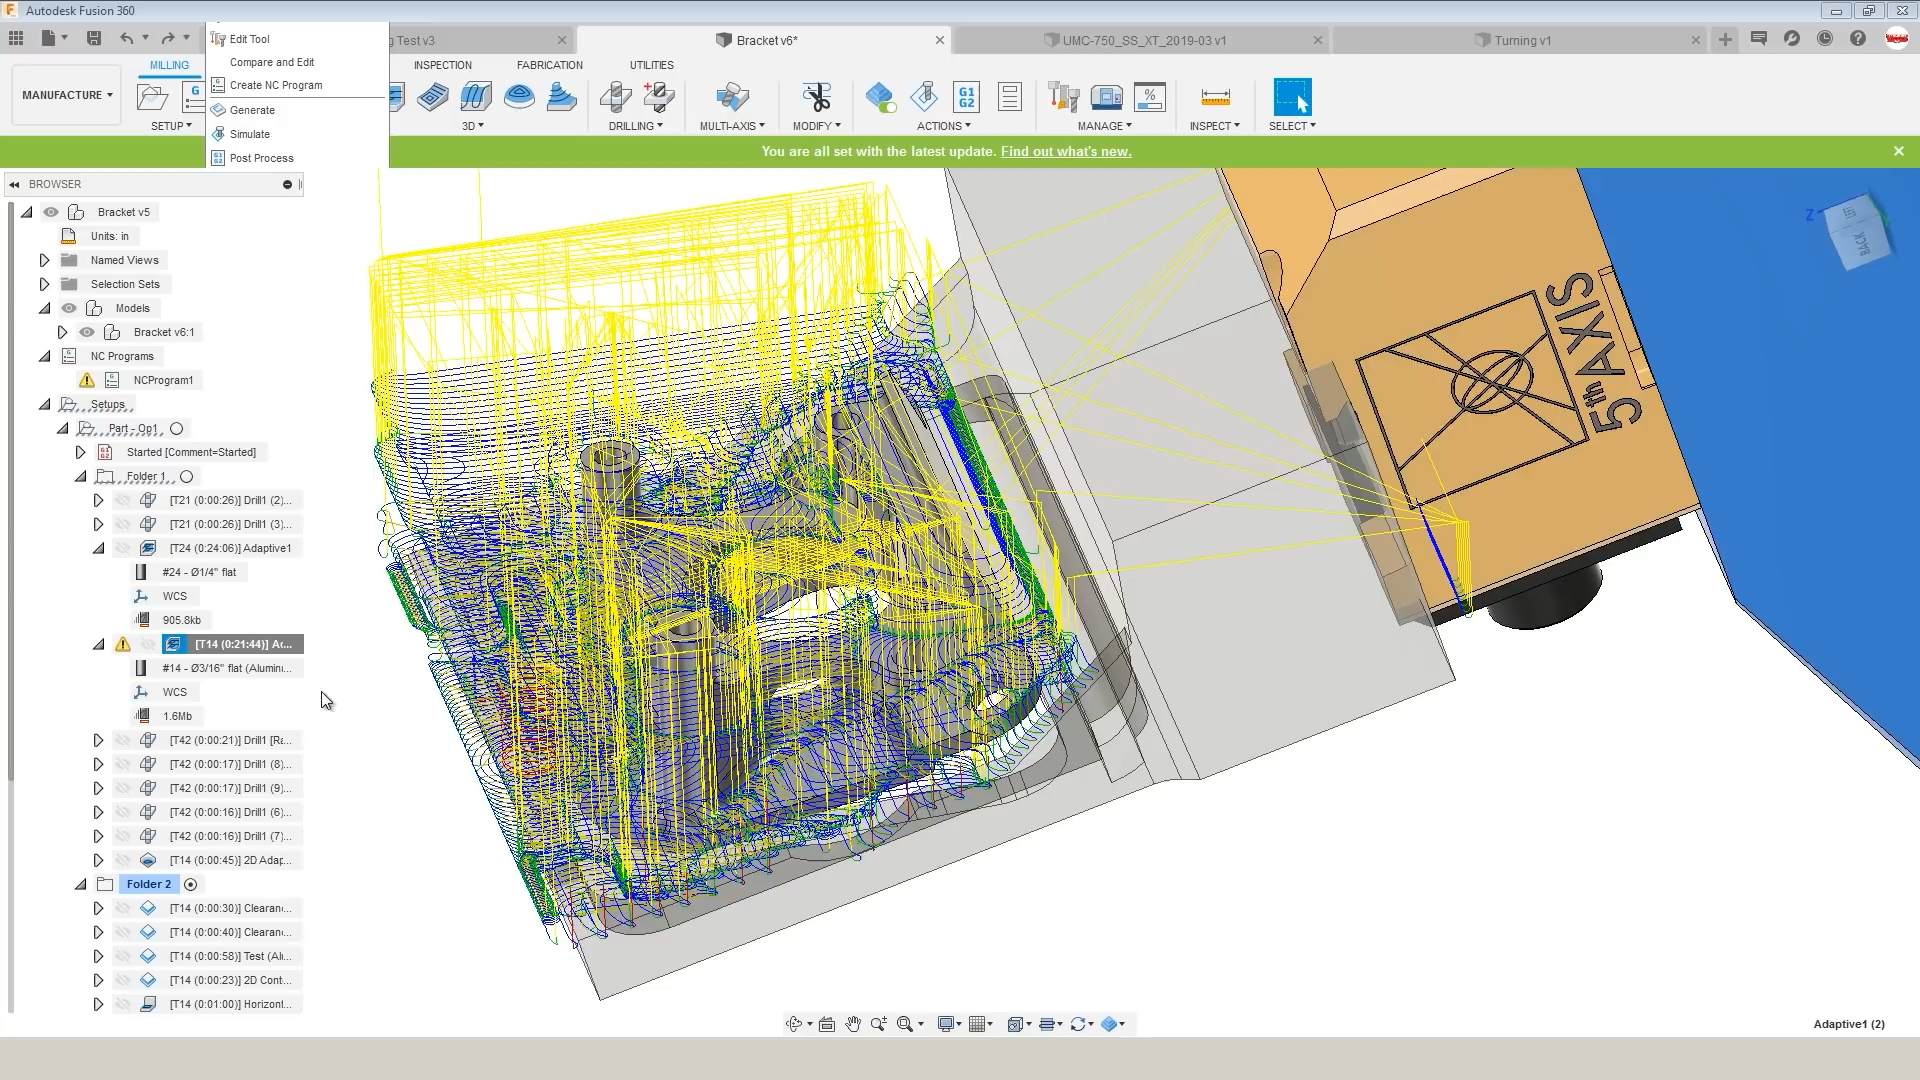 Autodesk Fusion 360
Edit Tool
Compare and Edit
Create NC Program
Generate
Simulate
Post Process
Test v3
Bracket v6*
UMC-750_SS_XT_2019-03 v1
Turning v1
MANUFACTURE
MILLING
INSPECTION
FABRICATION
UTILITIES
SETUP
3D
DRILLING
MULTI-AXIS
MODIFY
ACTIONS
MANAGE
INSPECT
SELECT
G1
G2
%
You are all set with the latest update. Find out what's new.
BROWSER
Bracket v5
Units: in
Named Views
Selection Sets
Models
Bracket v6:1
NC Programs
NCProgram1
Setups
Part - Op1
Started [Comment=Started]
Folder 1
[T21 (0:00:26)] Drill1 (2)...
[T21 (0:00:26)] Drill1 (3)...
[T24 (0:24:06)] Adaptive1
#24 - Ø1/4" flat
WCS
905.8kb
[T14 (0:21:44)] Ac...
#14 - Ø3/16" flat (Alumin...
WCS
1.6Mb
[T42 (0:00:21)] Drill1 [Ra...
[T42 (0:00:17)] Drill1 (8)...
[T42 (0:00:17)] Drill1 (9)...
[T42 (0:00:16)] Drill1 (6)...
[T42 (0:00:16)] Drill1 (7)...
[T14 (0:00:45)] 2D Adap...
Folder 2
[T14 (0:00:30)] Clearan...
[T14 (0:00:40)] Clearan...
[T14 (0:00:58)] Test (Alu...
[T14 (0:00:23)] 2D Cont...
[T14 (0:01:00)] Horizont...
5th AXIS
Z
BACK
Adaptive1 (2)